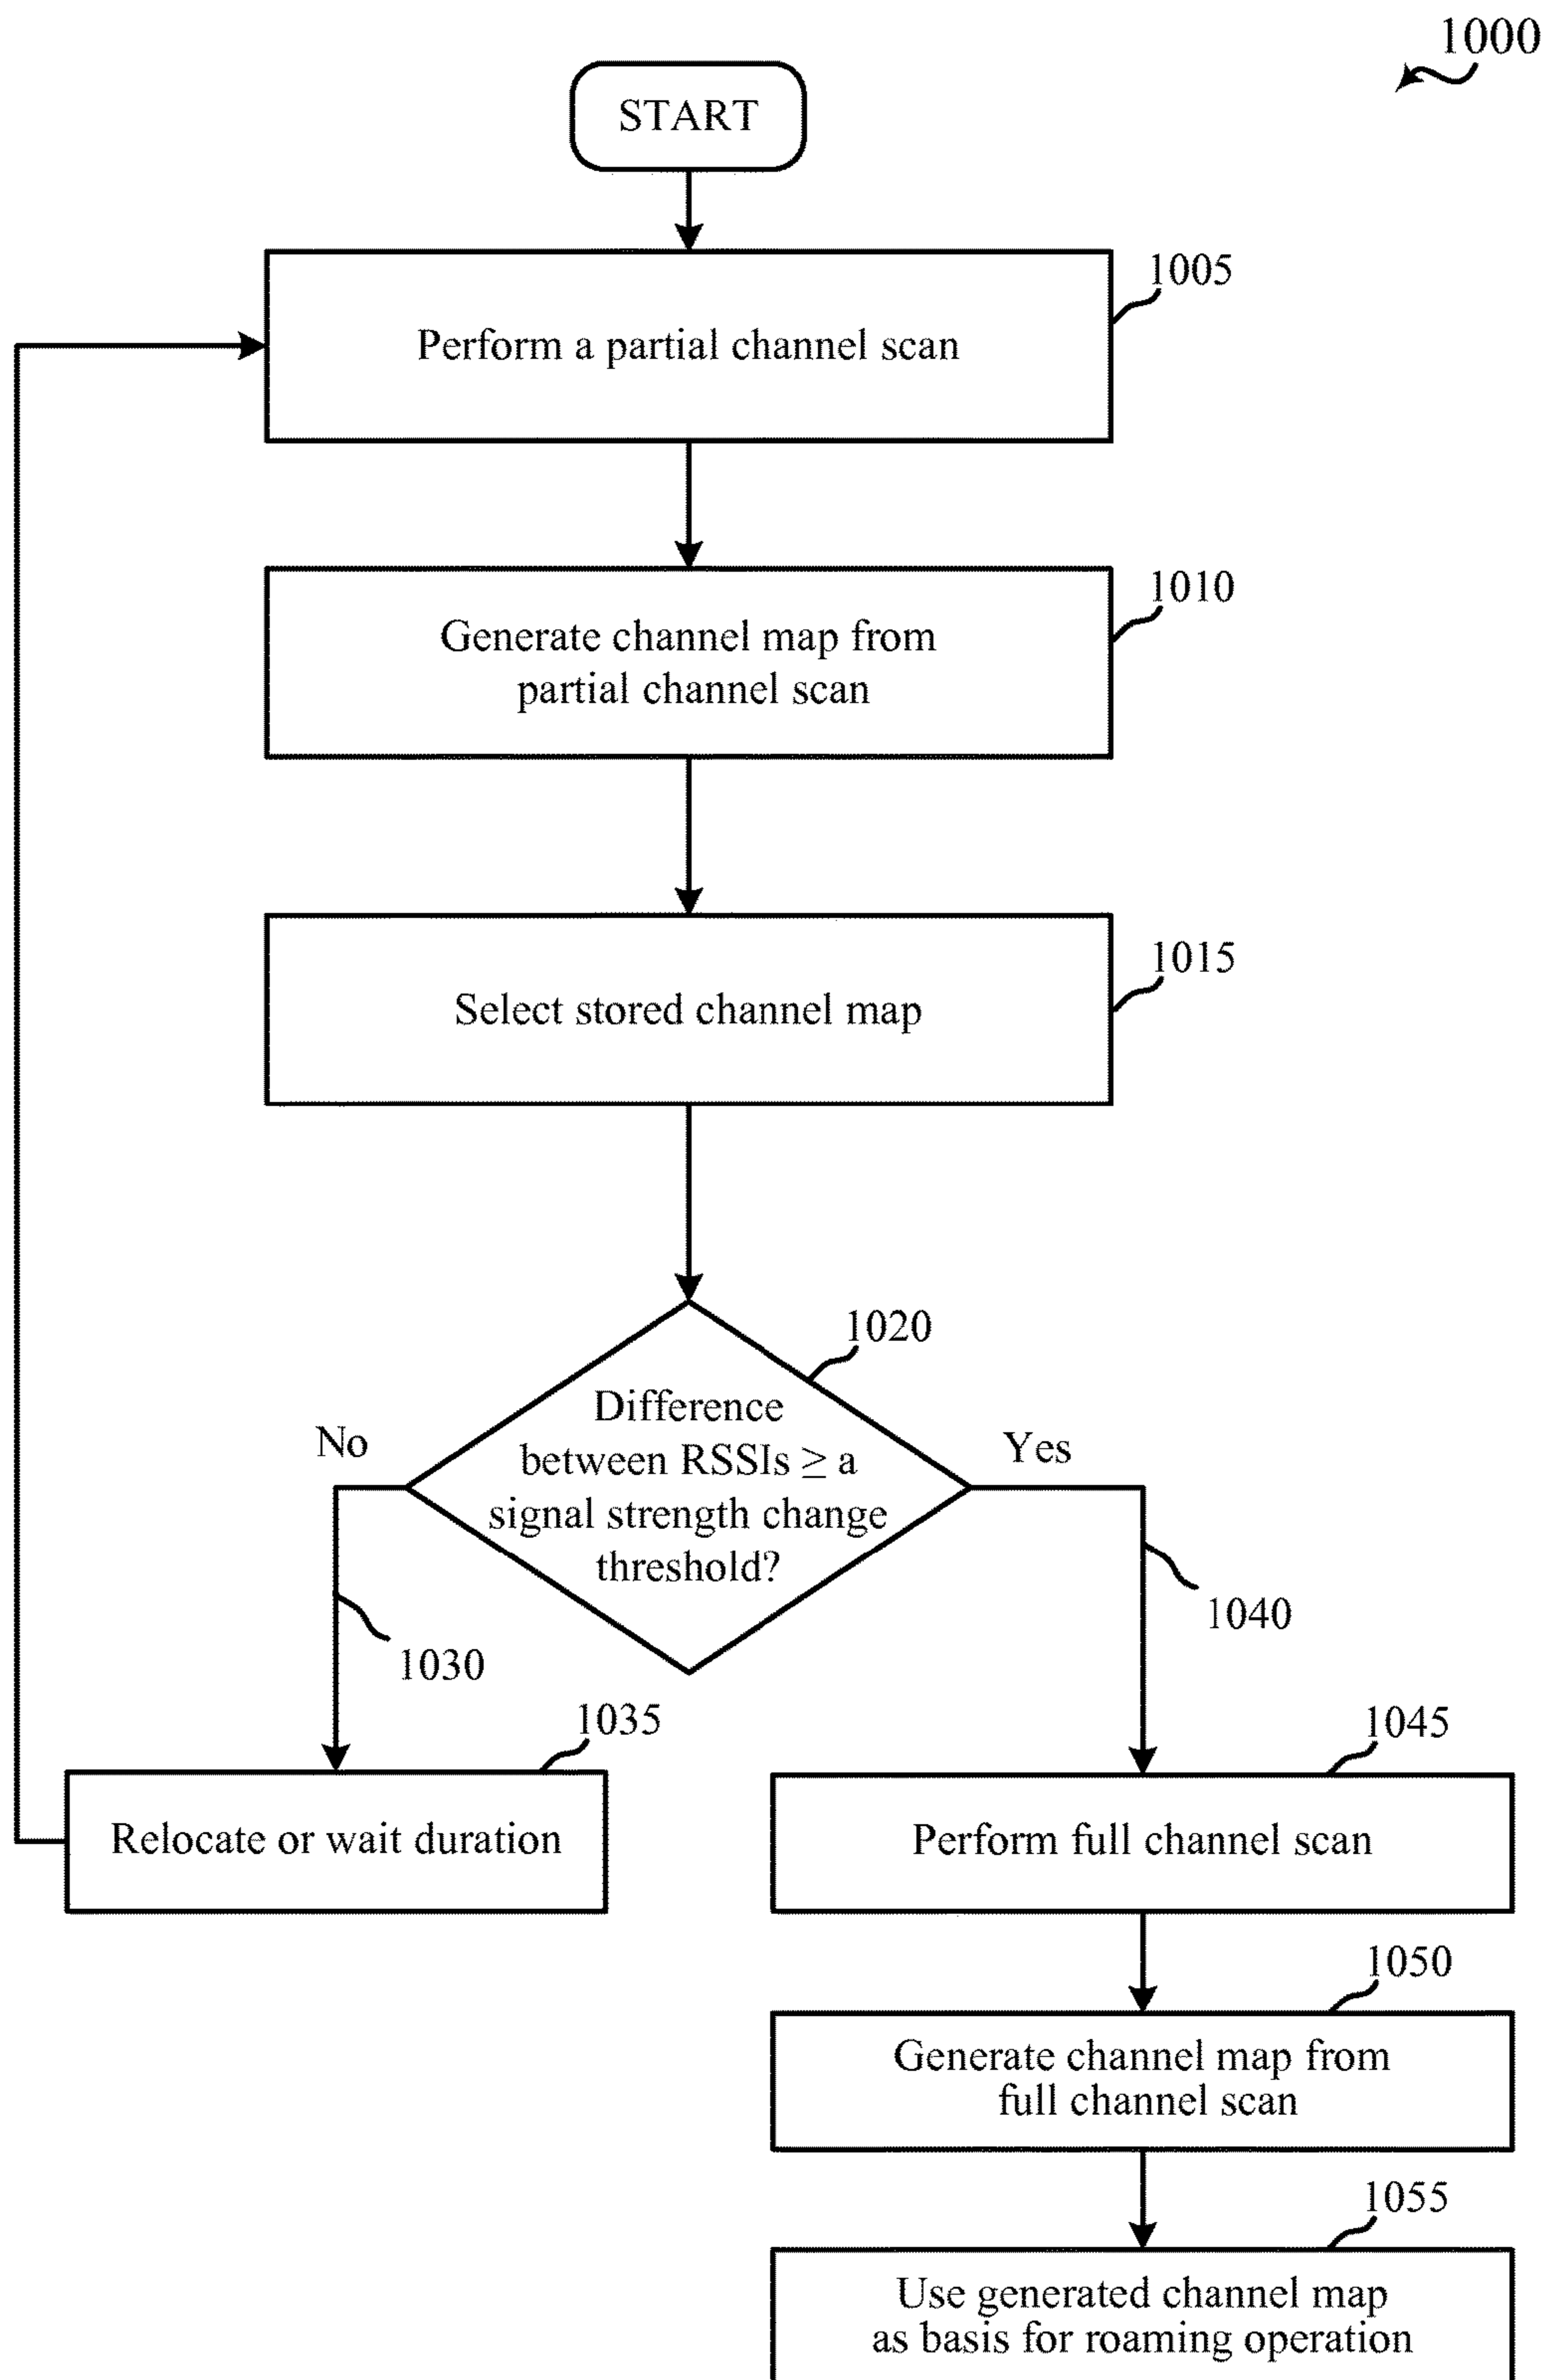 1000
START
1005
Perform a partial channel scan
1010
Generate channel map from
partial channel scan
1015
Select stored channel map
1020
Difference
between RSSIs ≥ a
signal strength change
threshold?
No
Yes
1030
1040
1035
Relocate or wait duration
1045
Perform full channel scan
1050
Generate channel map from
full channel scan
1055
Use generated channel map
as basis for roaming operation